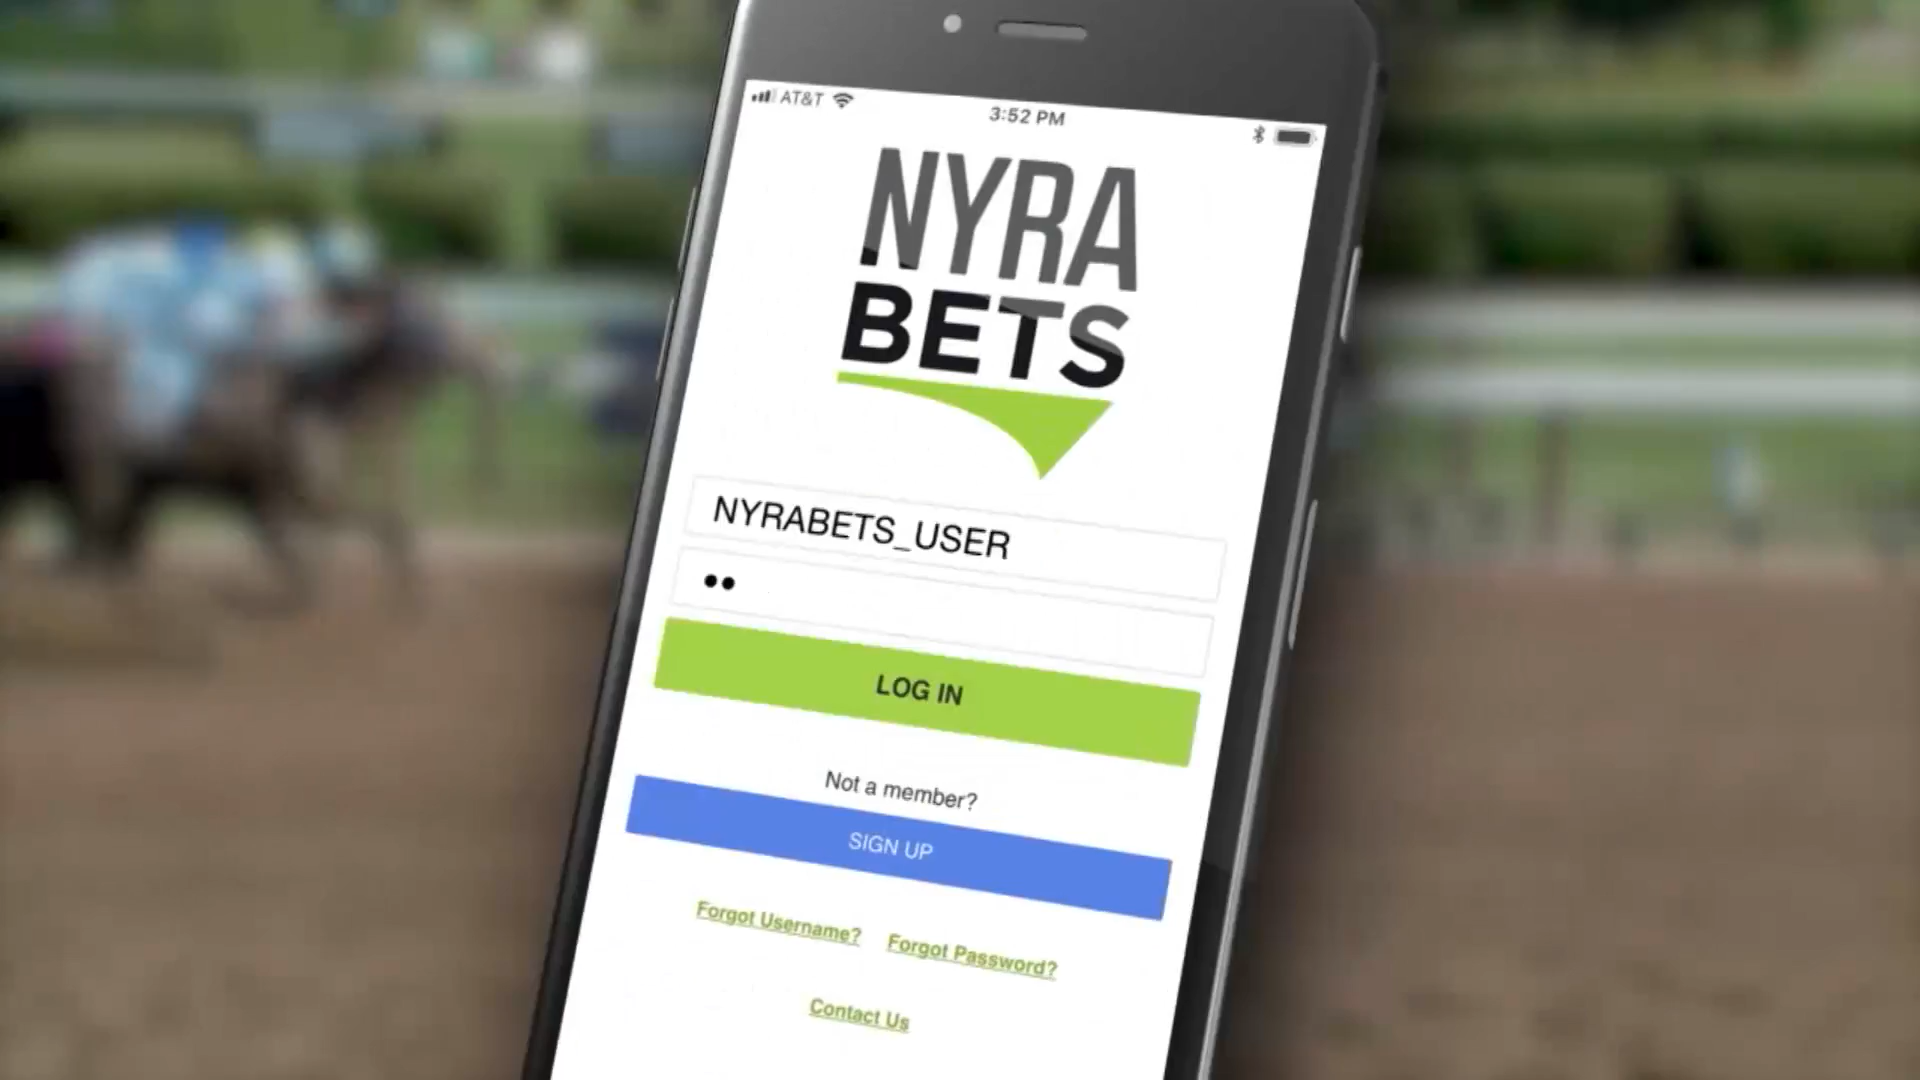 AT&T
3:52 PM
NYRA
BETS
NYRABETS_USER
••
LOG IN
Not a member?
SIGN UP
Forgot Username? Forgot Password?
Contact Us